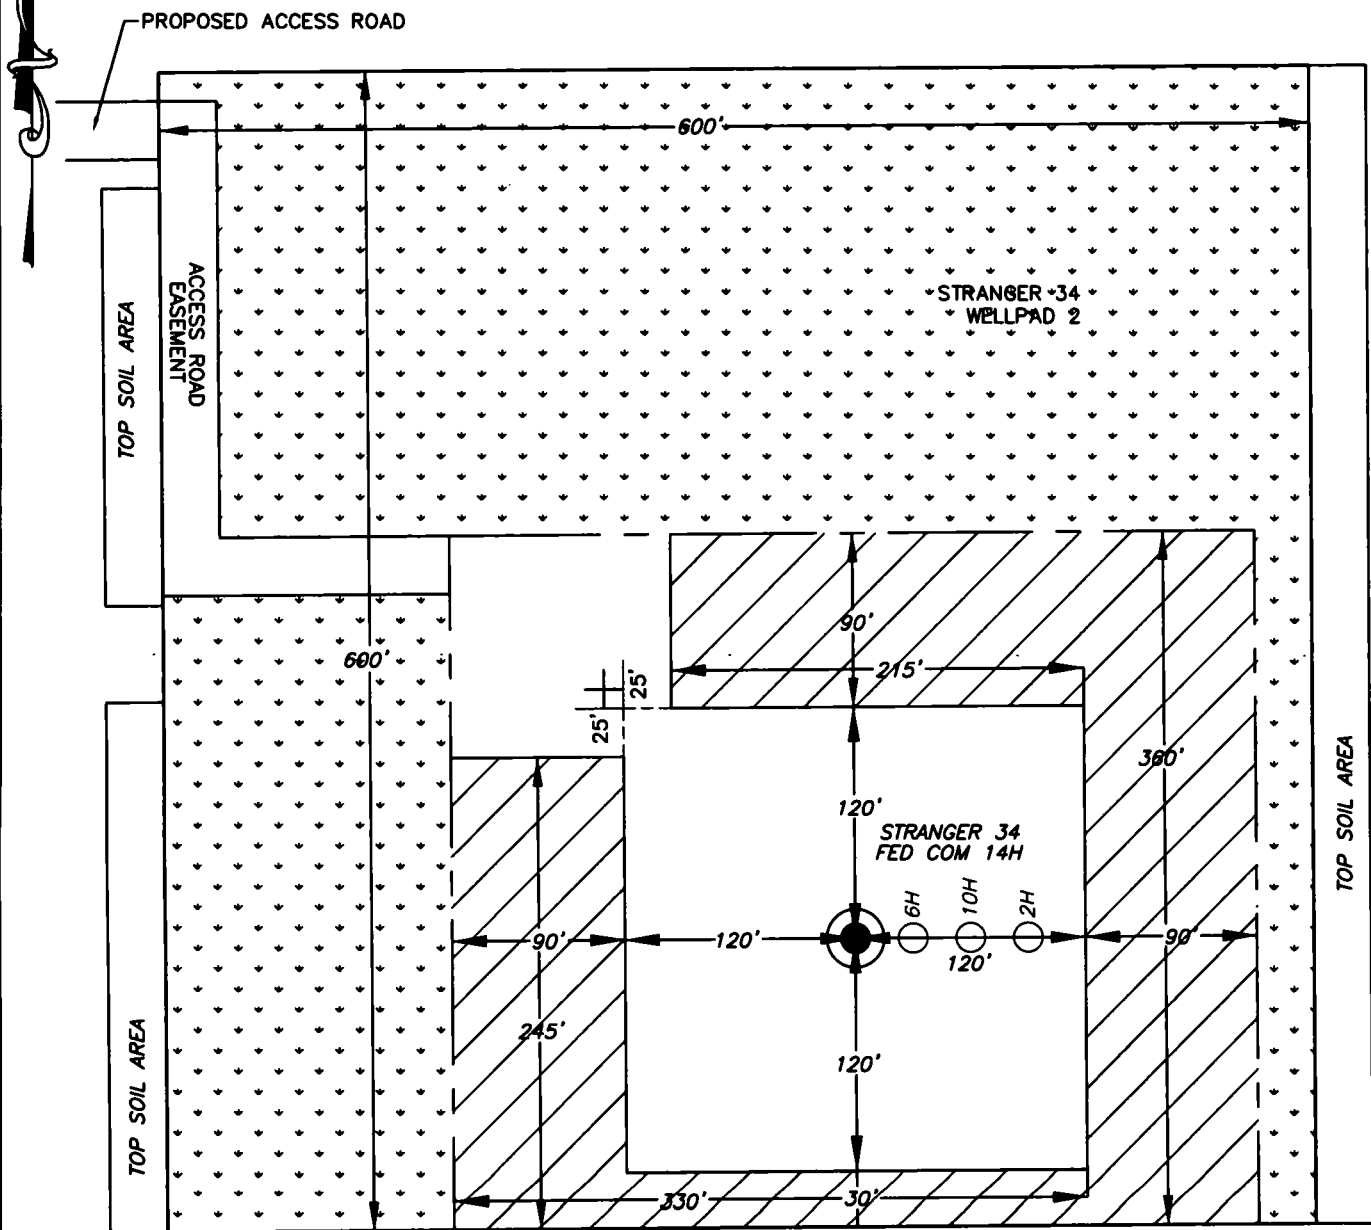 PROPOSED ACCESS ROAD
600'
ACCESS ROAD
EASEMENT
TOP SOIL AREA
STRANGER 34
WELLPAD 2
600'
90'
215'
25'
25'
360'
120'
STRANGER 34
FED COM 14H
6H
10H
2H
90'
120'
120'
90'
245'
120'
TOP SOIL AREA
TOP SOIL AREA
330'
30'